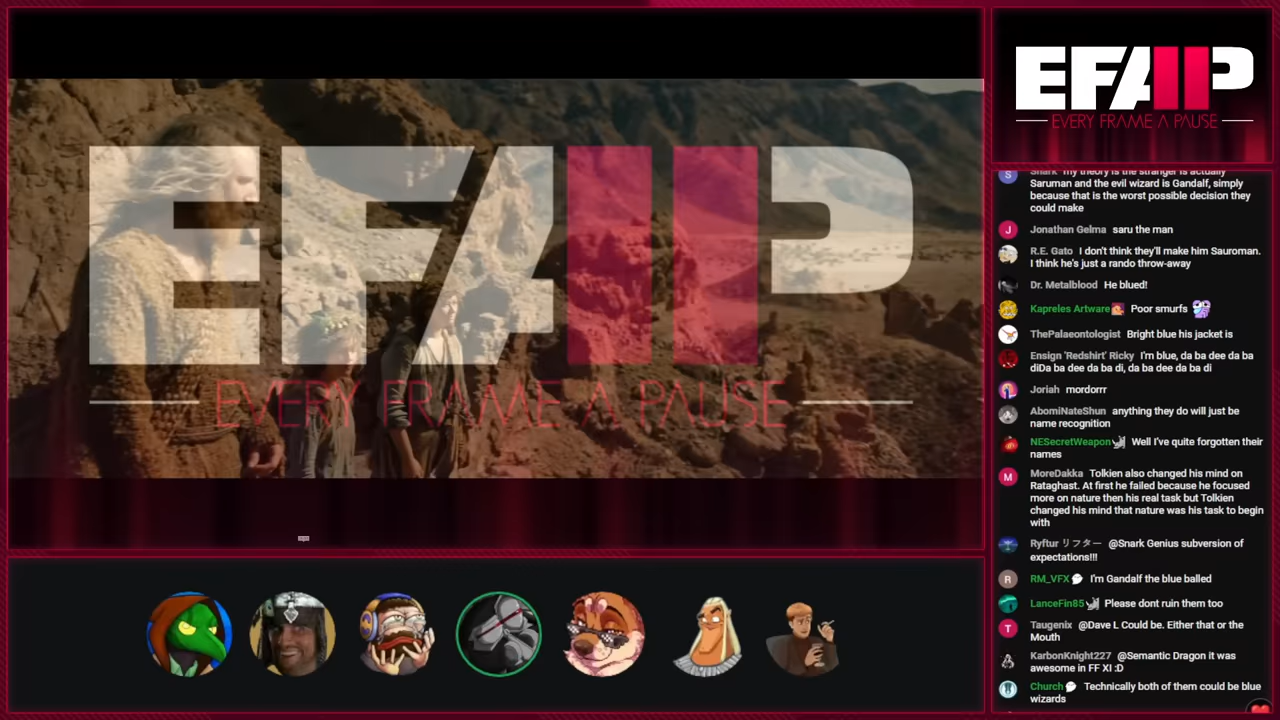 EFAIIP
EVERY FRAME A PAUSE
EFAIIP
EVERY FRAME A PAUSE
S
Snark my theory is the stranger is actually
Saruman and the evil wizard is Gandalf, simply
because that is the worst possible decision they
could make
J
Jonathan Gelma saru the man
R.E. Gato I don't think they'll make him Sauroman.
I think he's just a rando throw-away
Dr. Metalblood He blued!
Kapreles Artware Poor smurfs
ThePalaeontologist Bright blue his jacket is
Ensign 'Redshirt' Ricky I'm blue, da ba dee da ba
diDa ba dee da ba di, da ba dee da ba di
Joriah mordorrr
AbomiNateShun anything they do will just be
name recognition
NESecretWeapon Well I've quite forgotten their
names
M
MoreDakka Tolkien also changed his mind on
Rataghast. At first he failed because he focused
more on nature then his real task but Tolkien
changed his mind that nature was his task to begin
with
Ryftur リフター @Snark Genius subversion of
expectations!!!
R
RM_VFX I'm Gandalf the blue balled
LanceFin85 Please dont ruin them too
T
Taugenix @Dave L Could be. Either that or the
Mouth
KarbonKnight227 @Semantic Dragon it was
awesome in FF XI :D
Church Technically both of them could be blue
wizards